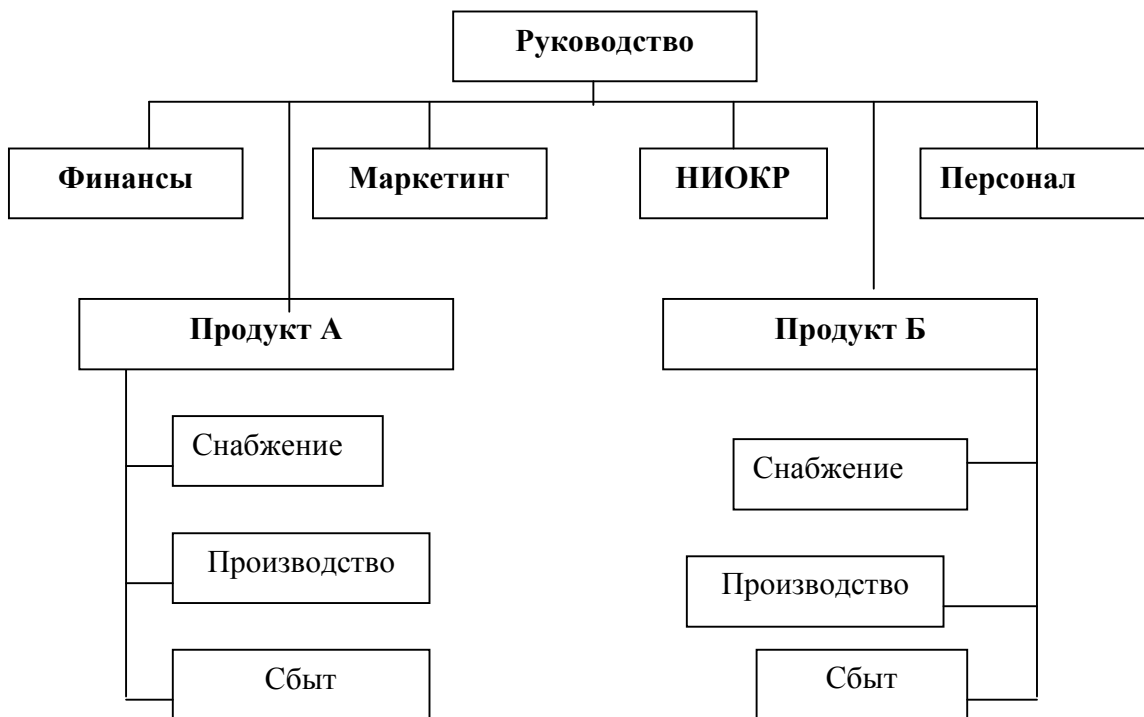 Руководство
Финансы
Маркетинг
НИОКР
Персонал
Продукт А
Продукт Б
Снабжение
Производство
Сбыт
Снабжение
Производство
Сбыт